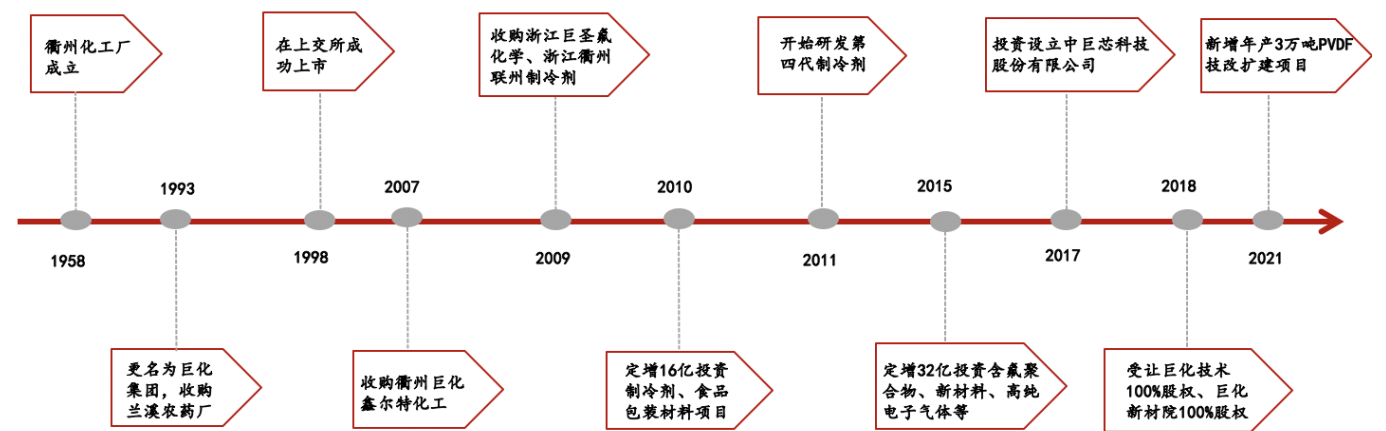 衢州化工厂
成立
在上交所成
功上市
收购浙江巨圣氟
化学、浙江衢州
联州制冷剂
开始研发第
四代制冷剂
投资设立中巨芯科技
股份有限公司
新增年产3万吨PVDF
技改扩建项目
1993
2007
2010
2015
2018
1958
1998
2009
2011
2017
2021
更名为巨化
集团，收购
兰溪农药厂
收购衢州巨化
鑫尔特化工
定增16亿投资
制冷剂、食品
包装材料项目
定增32亿投资含氟聚
合物、新材料、高纯
电子气体等
受让巨化技术
100%股权、巨化
新材院100%股权